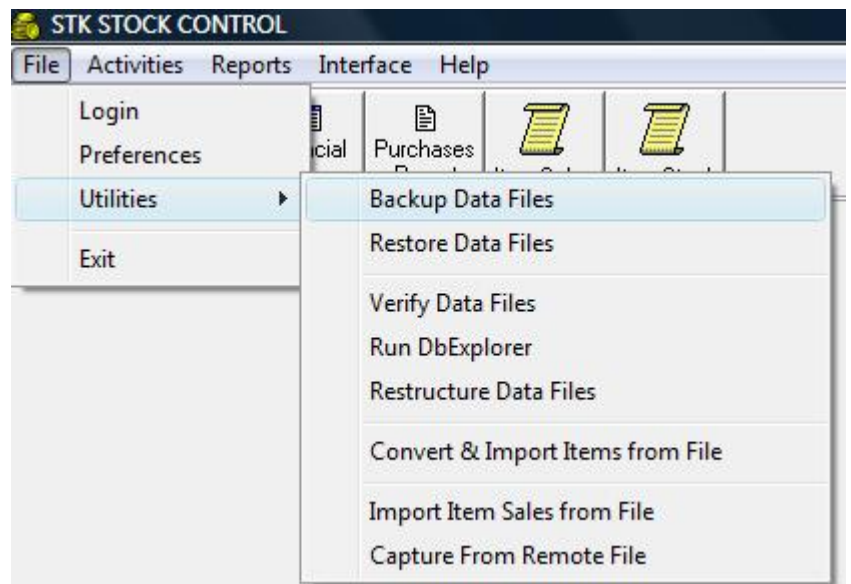 STK STOCK CONTROL
File Activities Reports Interface Help
Login
Preferences
Utilities
Exit
Purchases
Backup Data Files
Restore Data Files
Verify Data Files
Run DbExplorer
Restructure Data Files
Convert & Import Items from File
Import Item Sales from File
Capture From Remote File